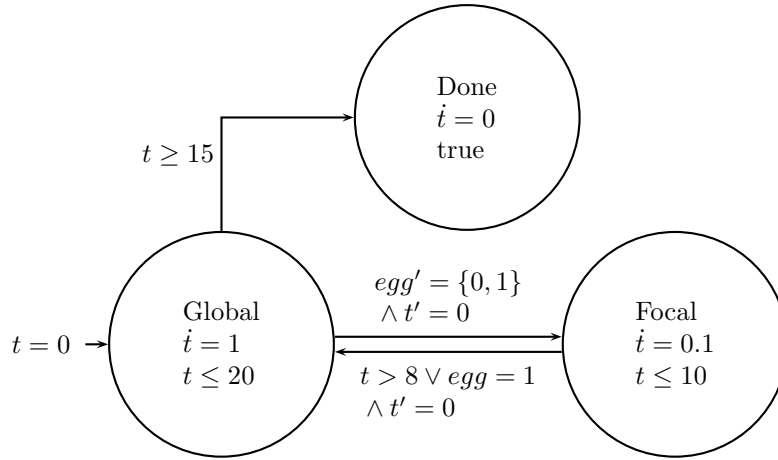 Done
ṫ = 0
true
t ≥ 15
egg′ = {0, 1}
∧ t′ = 0
Global
ṫ = 1
t ≤ 20
Focal
ṫ = 0.1
t ≤ 10
t = 0
t > 8 ∨ egg = 1
∧ t′ = 0